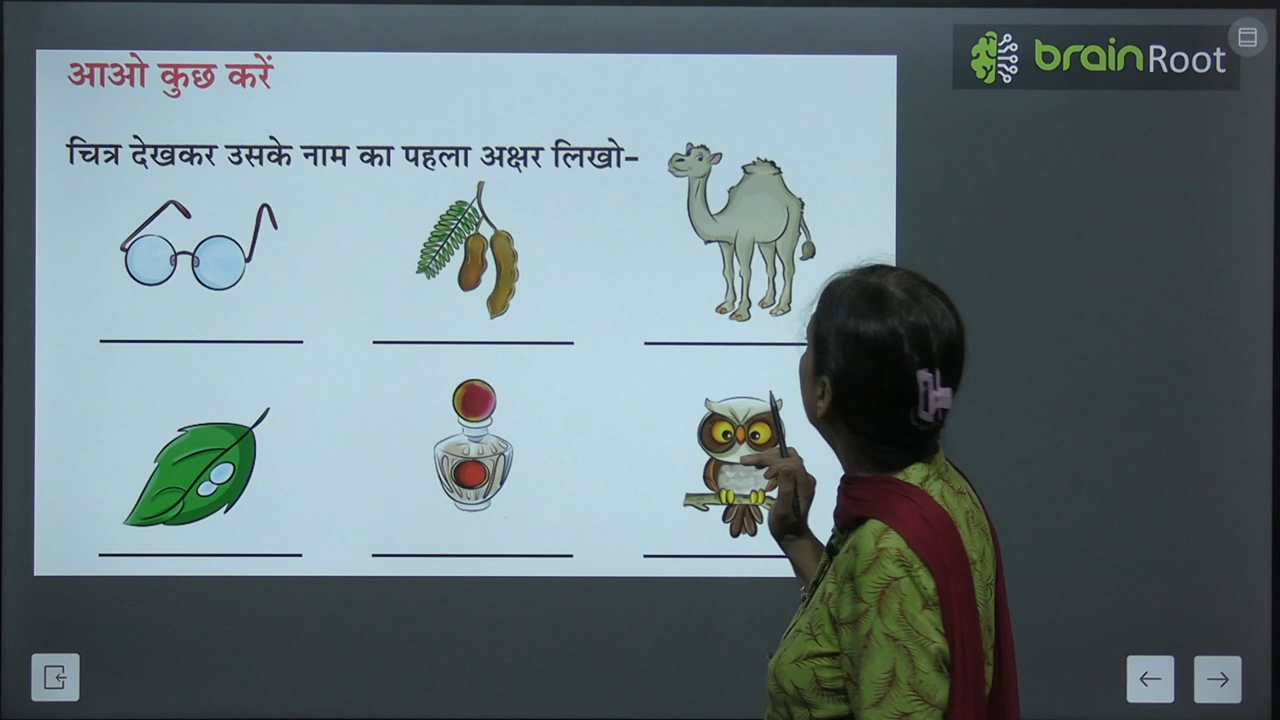 brainRoot
आओ कुछ करें
चित्र देखकर उसके नाम का पहला अक्षर लिखो-